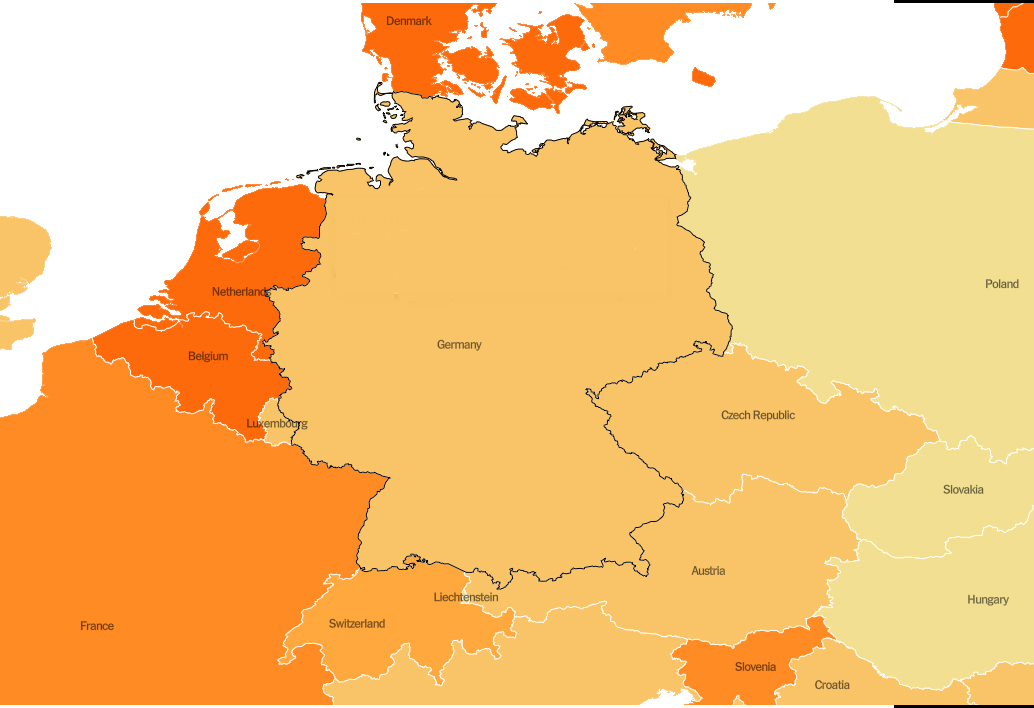 Denmark
Poland
Netherlands
Germany
Belgium
Czech Republic
Luxembourg
Slovakia
Austria
Liechtenstein
Hungary
Switzerland
France
Slovenia
Croatia